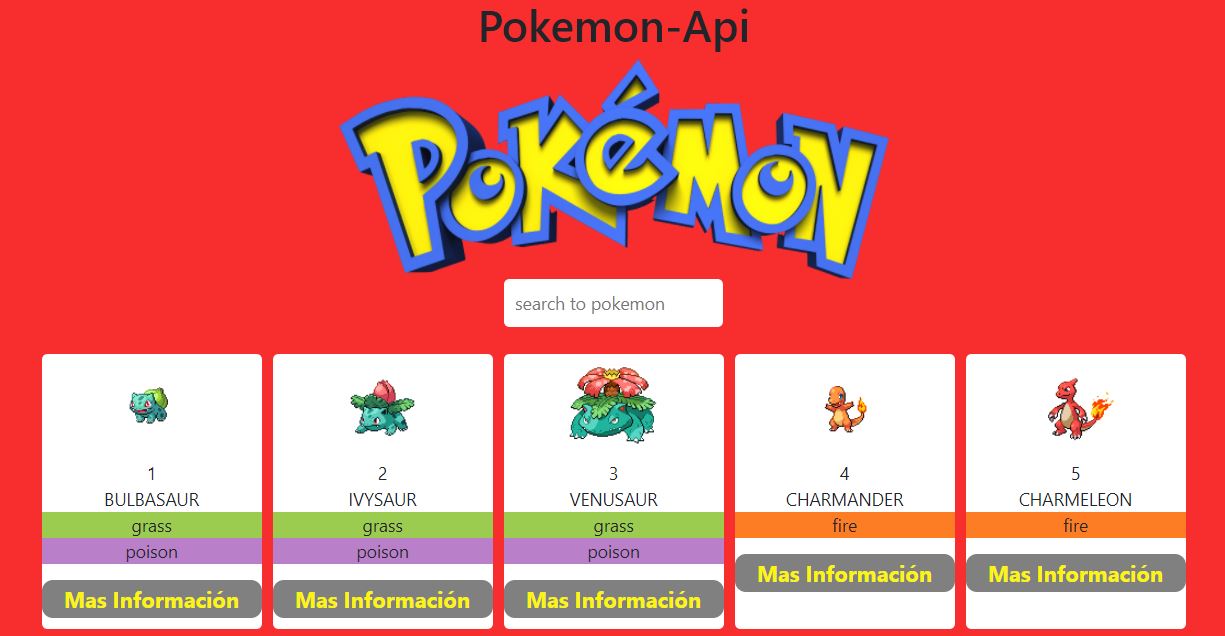 Pokemon-Api
POKéMON
search to pokemon
1
BULBASAUR
grass
poison
Mas Información
2
IVYSAUR
grass
poison
Mas Información
3
VENUSAUR
grass
poison
Mas Información
4
CHARMANDER
fire
Mas Información
5
CHARMELEON
fire
Mas Información